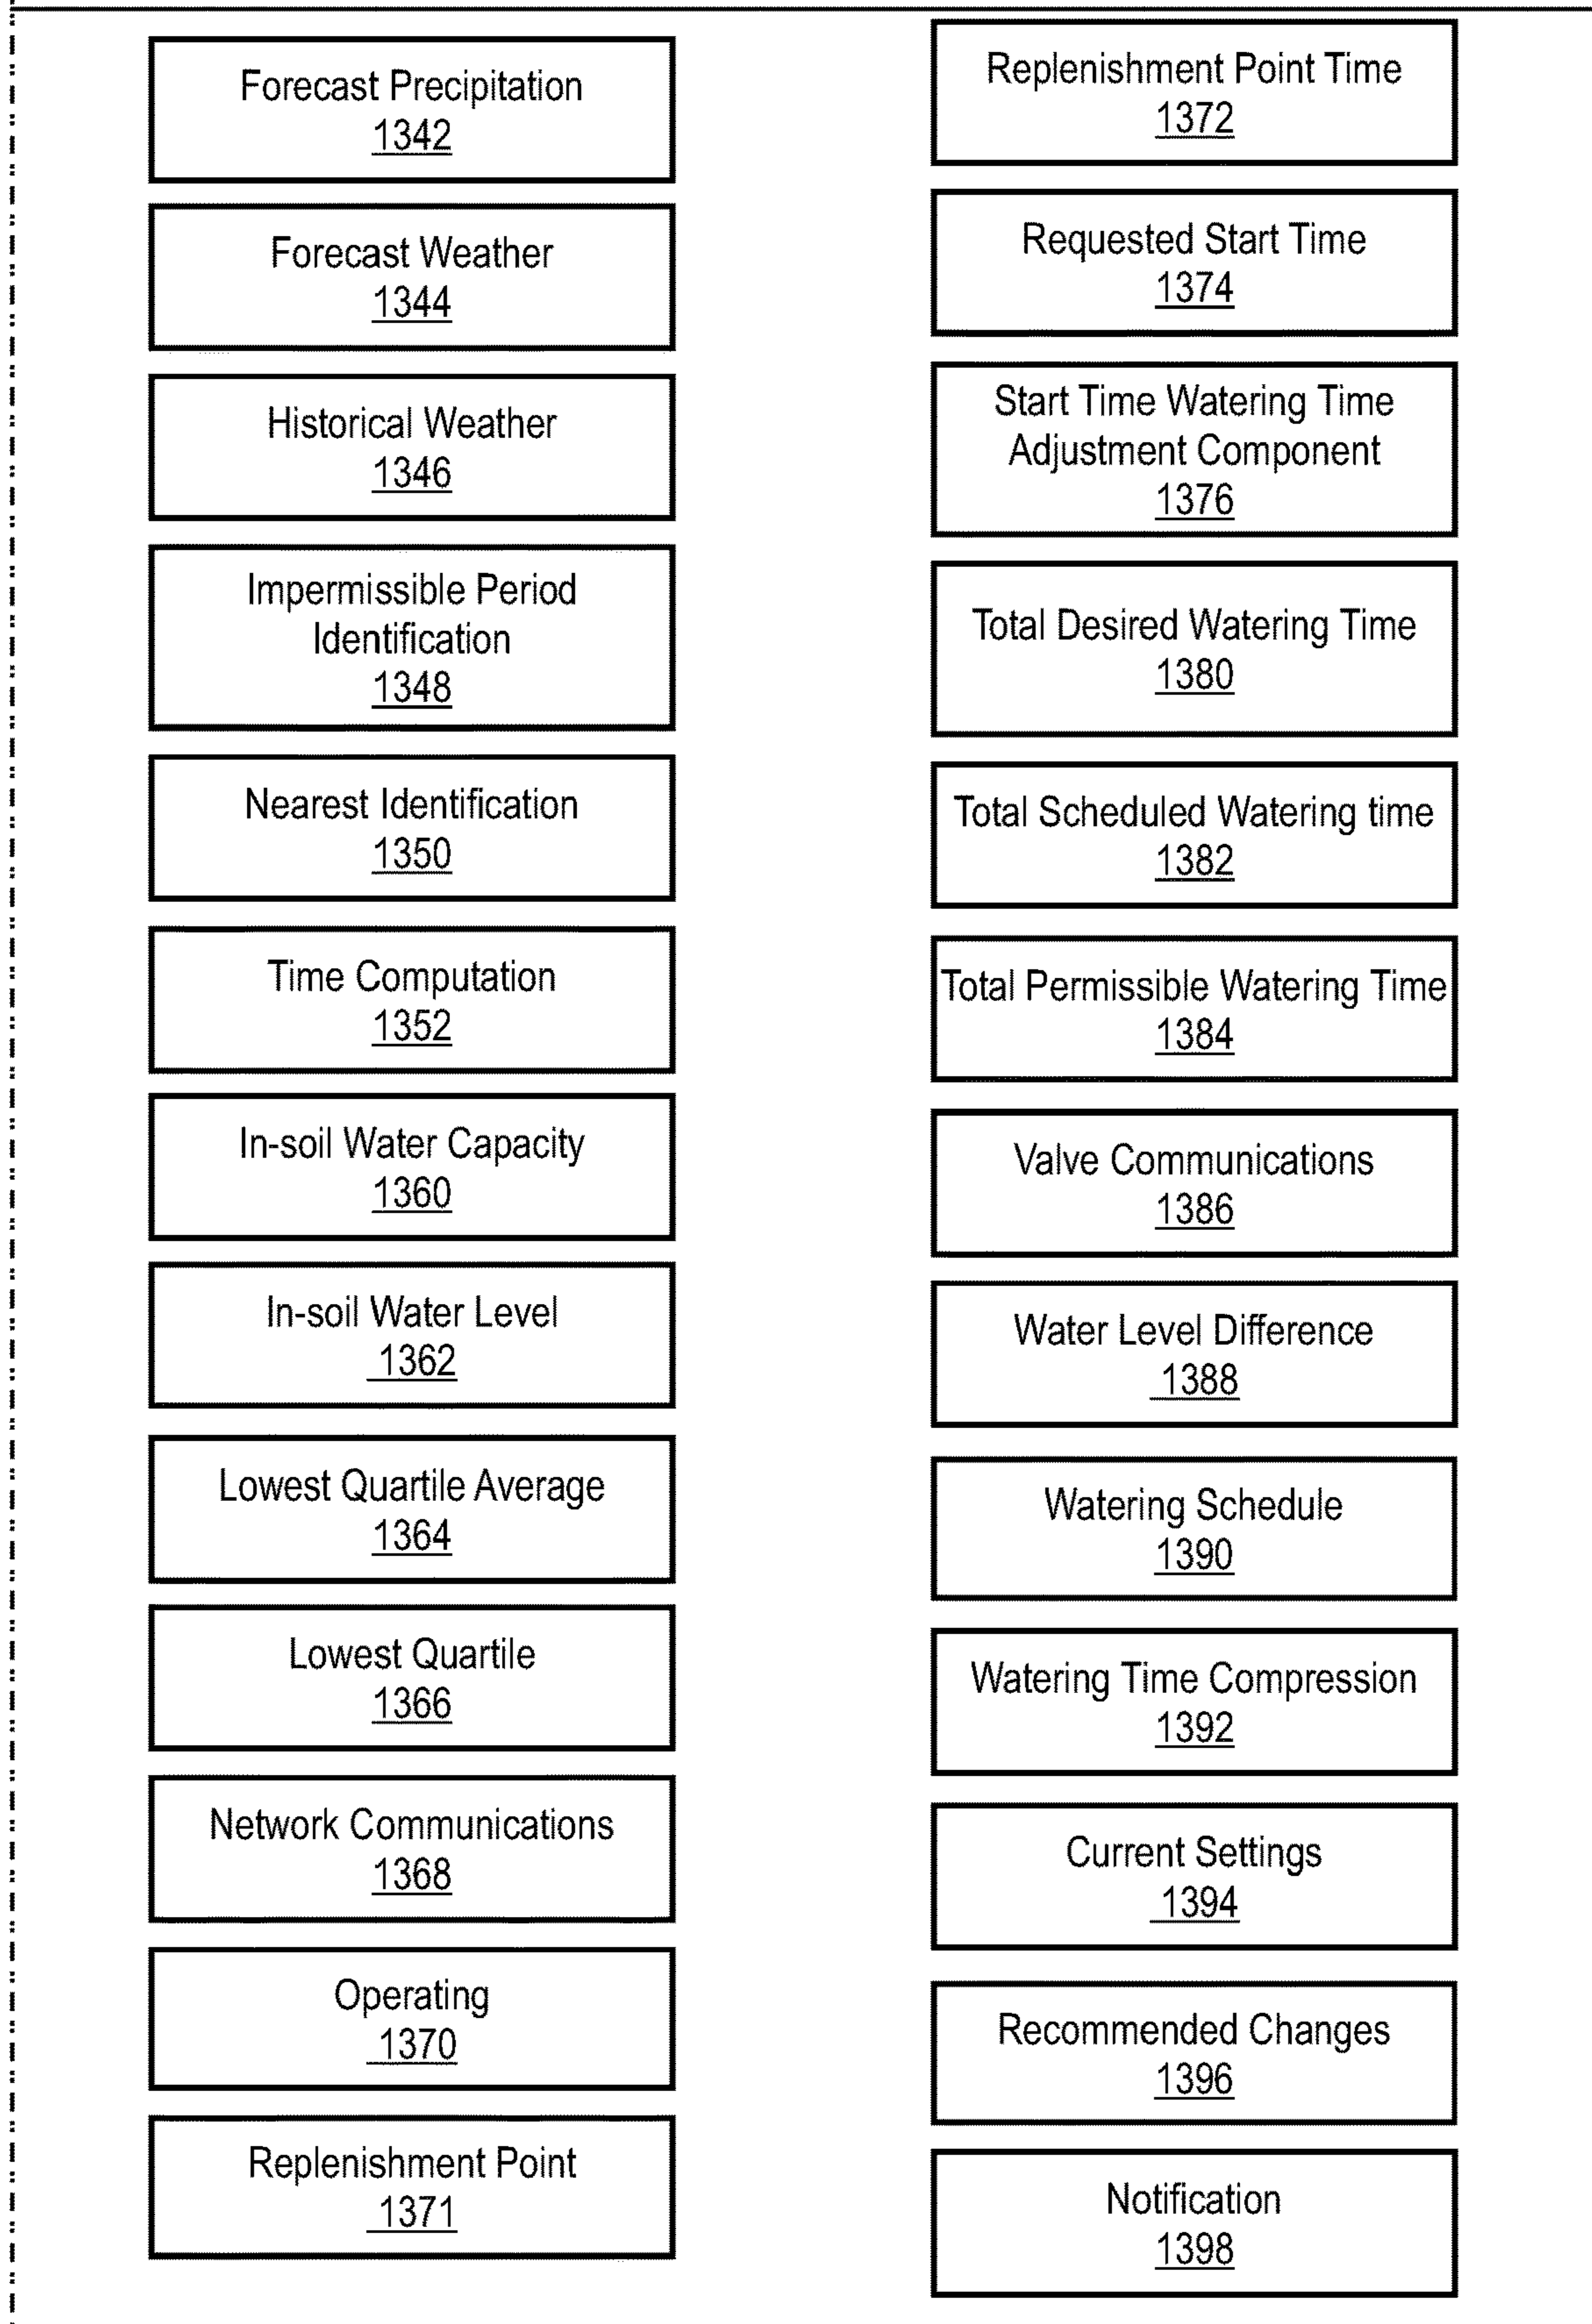 Forecast Precipitation
1342
Forecast Weather
1344
Historical Weather
1346
Impermissible Period
Identification
1348
Nearest Identification
1350
Time Computation
1352
In-soil Water Capacity
1360
In-soil Water Level
1362
Lowest Quartile Average
1364
Lowest Quartile
1366
Network Communications
1368
Operating
1370
Replenishment Point
1371
Replenishment Point Time
1372
Requested Start Time
1374
Start Time Watering Time
Adjustment Component
1376
Total Desired Watering Time
1380
Total Scheduled Watering time
1382
Total Permissible Watering Time
1384
Valve Communications
1386
Water Level Difference
1388
Watering Schedule
1390
Watering Time Compression
1392
Current Settings
1394
Recommended Changes
1396
Notification
1398